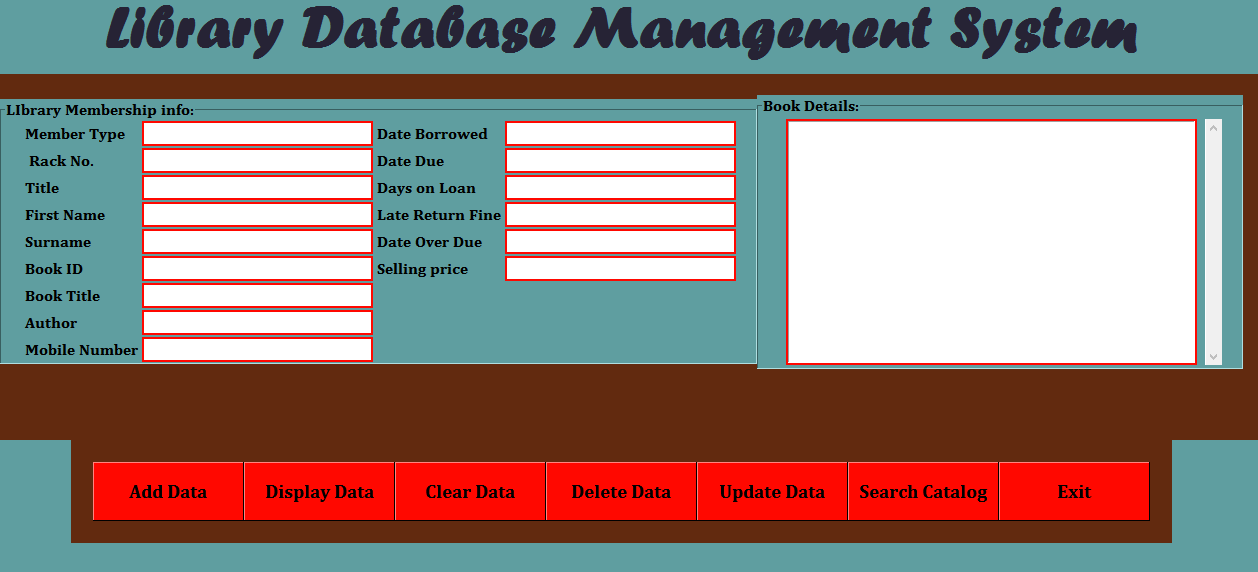 Library Database Management System
LIbrary Membership info:
Book Details:
Member Type
Date Borrowed
Rack No.
Date Due
Title
Days on Loan
First Name
Late Return Fine
Surname
Date Over Due
Book ID
Selling price
Book Title
Author
Mobile Number
Add Data
Display Data
Clear Data
Delete Data
Update Data
Search Catalog
Exit